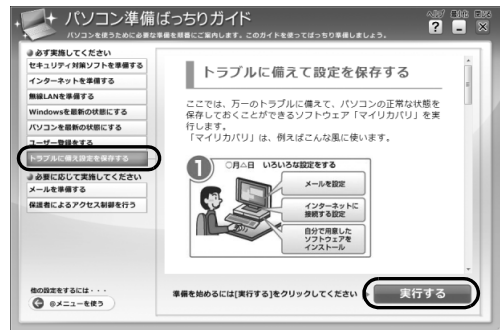 パソコン準備ばっちりガイド
ヘルプ 最小化 閉じる
パソコンを使うために必要な準備を順番にご案内します。このガイドを使ってばっちり準備しましょう。
必ず実施してください
セキュリティ対策ソフトを準備する
インターネットを準備する
無線LANを準備する
Windowsを最新の状態にする
パソコンを最新の状態にする
ユーザー登録をする
トラブルに備え設定を保存する
必要に応じて実施してください
メールを準備する
保護者によるアクセス制御を行う
他の設定をするには・・・
@メニューを使う
トラブルに備えて設定を保存する
ここでは、万一のトラブルに備えて、パソコンの正常な状態を
保存しておくことができるソフトウェア「マイリカバリ」を実
行します。
「マイリカバリ」は、例えばこんな風に使います。
1 ○月△日 いろいろな設定をする
メールを設定
インターネットに
接続する設定
自分で用意した
ソフトウェアを
インストール
準備を始めるには[実行する]をクリックしてください
実行する